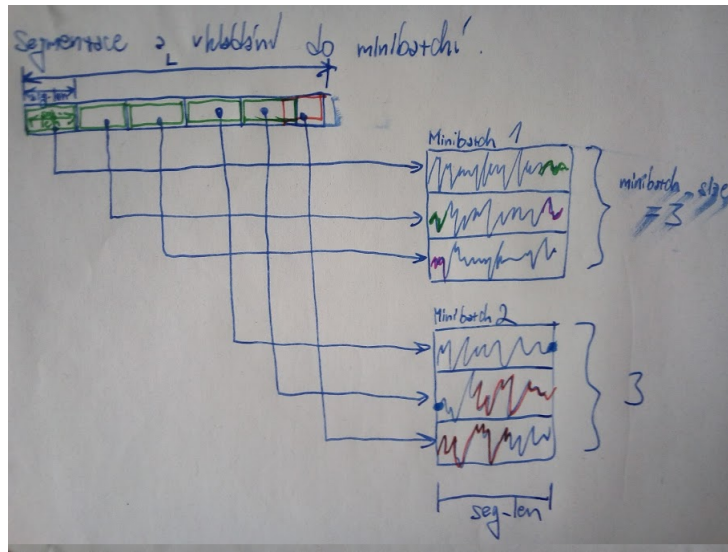 Segmentace a vkládání do minibatchí.
L
seg-len
Minibatch 1
minibatch_size
=3
Minibatch 2
3
seg-len